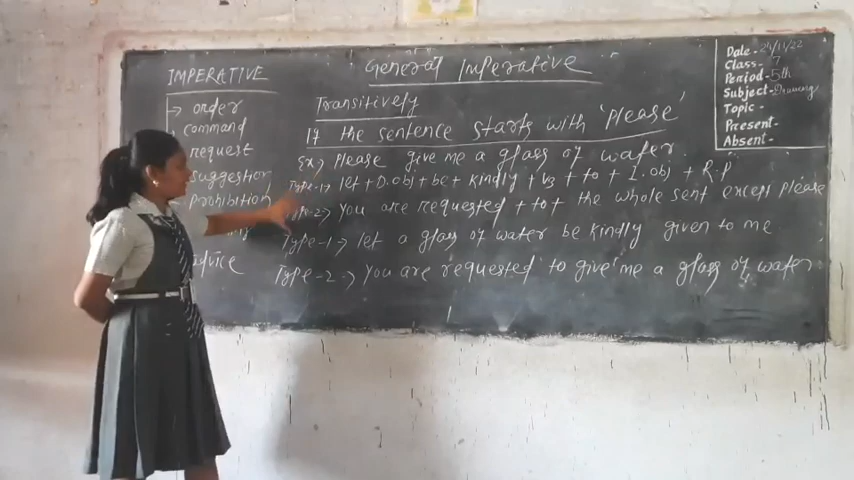 General Imperative
IMPERATIVE
→ order
command
request
suggestion
prohibition
advice
Transitively
If the sentence starts with 'Please'
Ex→ Please give me a glass of water.
Type-1→ let + D.obj + be + kindly + v3 + to + I.obj + R.P
Type-2→ You are requested + to + the whole sent except please
Type-1→ let a glass of water be kindly given to me
Type-2→ You are requested to give me a glass of water.
Date - 24/11/22
Class - 7
Period - 5th
Subject - Drawing
Topic -
Present -
Absent -